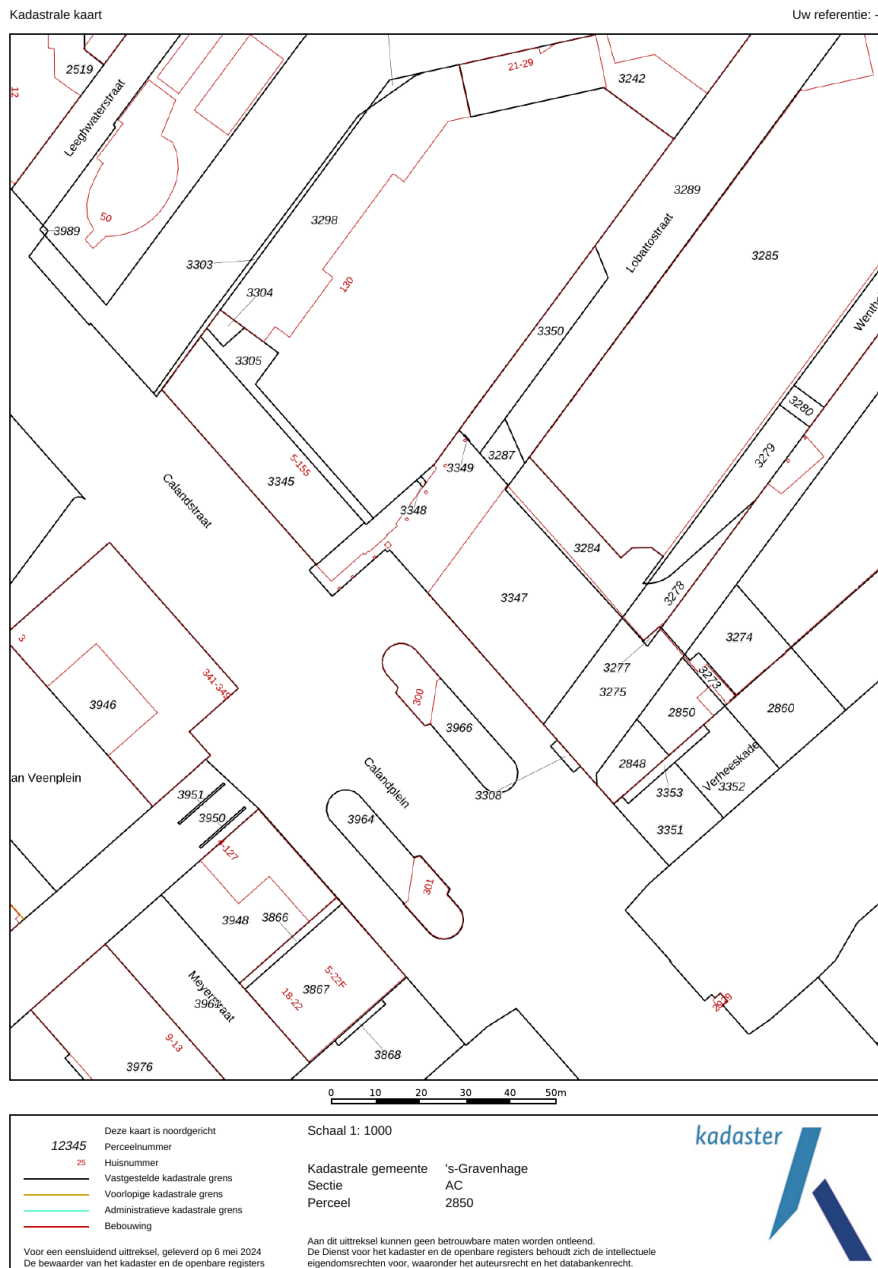 Kadastrale kaart
Uw referentie: -
2519
12
Leeghwaterstraat
50
3989
21-29
3242
3298
3289
3303
3304
130
Lobattostraat
3285
3305
3350
3280
3279
5-155
3345
3349
3287
Calandstraat
3348
3284
3347
3278
3
341-349
3946
300
3966
3277
3275
3274
3273
2850
2860
an Veenplein
3951
3950
Calandplein
3964
3308
2848
Verheeskade
3353
3352
3351
301
3948
3866
3867
5-22F
18-22
Meyerstraat
9-13
3976
3868
0 10 20 30 40 50m
Deze kaart is noordgericht
12345 Perceelnummer
25 Huisnummer
Vastgestelde kadastrale grens
Voorlopige kadastrale grens
Administratieve kadastrale grens
Bebouwing
Voor een eensluidend uittreksel, geleverd op 6 mei 2024
De bewaarder van het kadaster en de openbare registers
Schaal 1: 1000
Kadastrale gemeente 's-Gravenhage
Sectie AC
Perceel 2850
Aan dit uittreksel kunnen geen betrouwbare maten worden ontleend.
De Dienst voor het kadaster en de openbare registers behoudt zich de intellectuele
eigendomsrechten voor, waaronder het auteursrecht en het databankenrecht.
kadaster